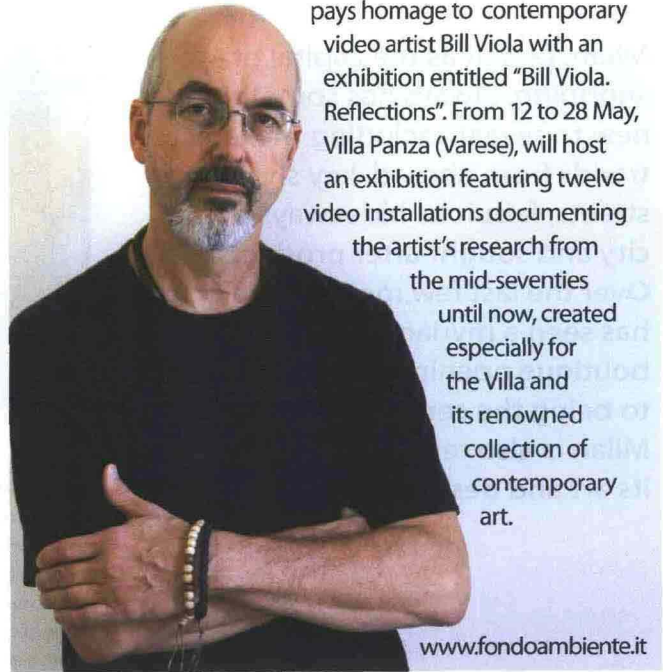 pays homage to contemporary
video artist Bill Viola with an
exhibition entitled “Bill Viola.
Reflections”. From 12 to 28 May,
Villa Panza (Varese), will host
an exhibition featuring twelve
video installations documenting
the artist’s research from
the mid-seventies
until now, created
especially for
the Villa and
its renowned
collection of
contemporary
art.
www.fondoambiente.it